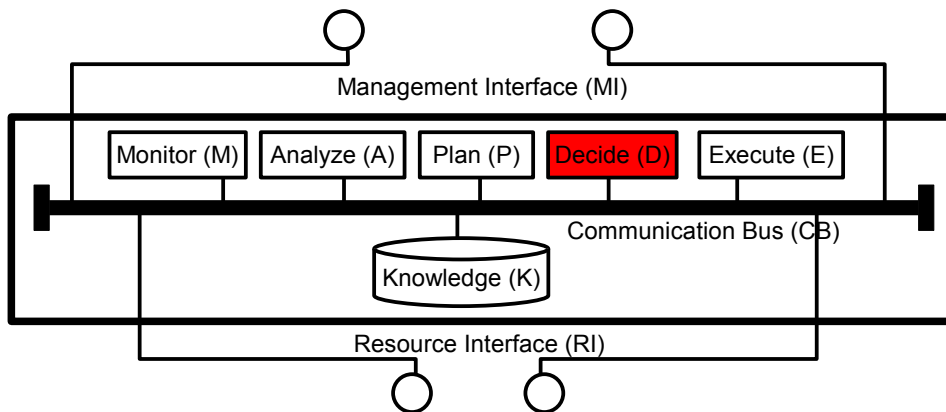 Management Interface (MI)
Monitor (M)
Analyze (A)
Plan (P)
Decide (D)
Execute (E)
Communication Bus (CB)
Knowledge (K)
Resource Interface (RI)